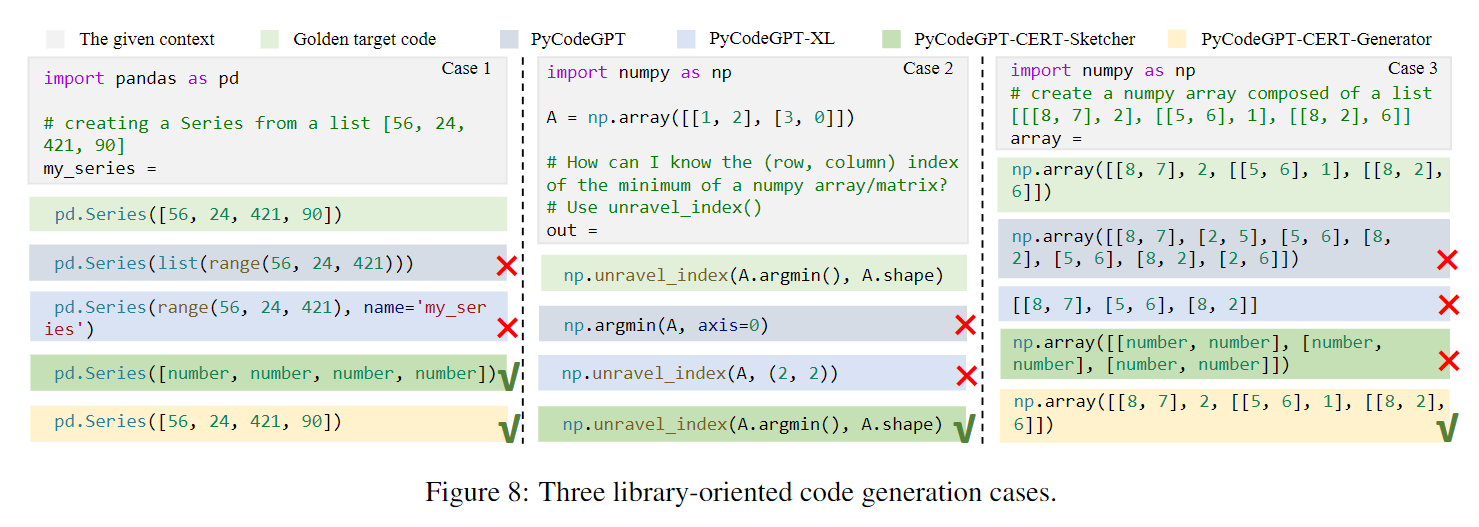 The given context
Golden target code
PyCodeGPT
PyCodeGPT-XL
PyCodeGPT-CERT-Sketcher
PyCodeGPT-CERT-Generator
Case 1
import pandas as pd
# creating a Series from a list [56, 24,
421, 90]
my_series =
pd.Series([56, 24, 421, 90])
pd.Series(list(range(56, 24, 421)))
pd.Series(range(56, 24, 421), name='my_ser
ies')
pd.Series([number, number, number, number])
pd.Series([56, 24, 421, 90])
Case 2
import numpy as np
A = np.array([[1, 2], [3, 0]])
# How can I know the (row, column) index
of the minimum of a numpy array/matrix?
# Use unravel_index()
out =
np.unravel_index(A.argmin(), A.shape)
np.argmin(A, axis=0)
np.unravel_index(A, (2, 2))
np.unravel_index(A.argmin(), A.shape)
Case 3
import numpy as np
# create a numpy array composed of a list
[[[8, 7], 2], [[5, 6], 1], [[8, 2], 6]]
array =
np.array([[8, 7], 2, [[5, 6], 1], [[8, 2],
6]])
np.array([[8, 7], [2, 5], [5, 6], [8,
2], [5, 6], [8, 2], [2, 6]])
[[8, 7], [5, 6], [8, 2]]
np.array([[number, number], [number,
number], [number, number]])
np.array([[8, 7], 2, [[5, 6], 1], [[8, 2],
6]])
Figure 8: Three library-oriented code generation cases.